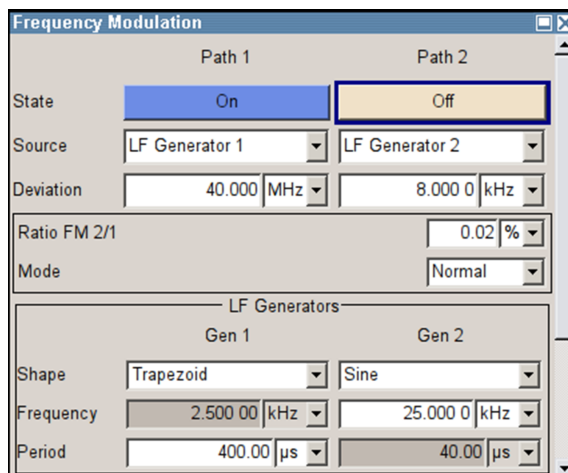 Frequency Modulation
Path 1 Path 2
State On Off
Source LF Generator 1 LF Generator 2
Deviation 40.000 MHz 8.000 0 kHz
Ratio FM 2/1 0.02 %
Mode Normal
LF Generators
Gen 1 Gen 2
Shape Trapezoid Sine
Frequency 2.500 00 kHz 25.000 0 kHz
Period 400.00 µs 40.00 µs